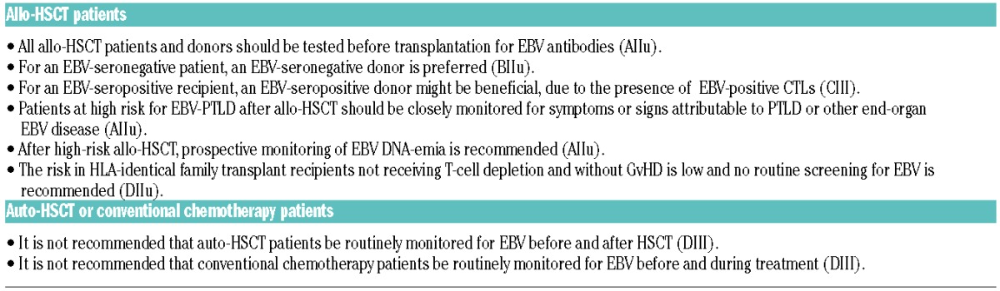 Allo-HSCT patients
• All allo-HSCT patients and donors should be tested before transplantation for EBV antibodies (AIIu).
• For an EBV-seronegative patient, an EBV-seronegative donor is preferred (BIIu).
• For an EBV-seropositive recipient, an EBV-seropositive donor might be beneficial, due to the presence of EBV-positive CTLs (CIII).
• Patients at high risk for EBV-PTLD after allo-HSCT should be closely monitored for symptoms or signs attributable to PTLD or other end-organ
EBV disease (AIIu).
• After high-risk allo-HSCT, prospective monitoring of EBV DNA-emia is recommended (AIIu).
• The risk in HLA-identical family transplant recipients not receiving T-cell depletion and without GvHD is low and no routine screening for EBV is
recommended (DIIu).
Auto-HSCT or conventional chemotherapy patients
• It is not recommended that auto-HSCT patients be routinely monitored for EBV before and after HSCT (DIII).
• It is not recommended that conventional chemotherapy patients be routinely monitored for EBV before and during treatment (DIII).